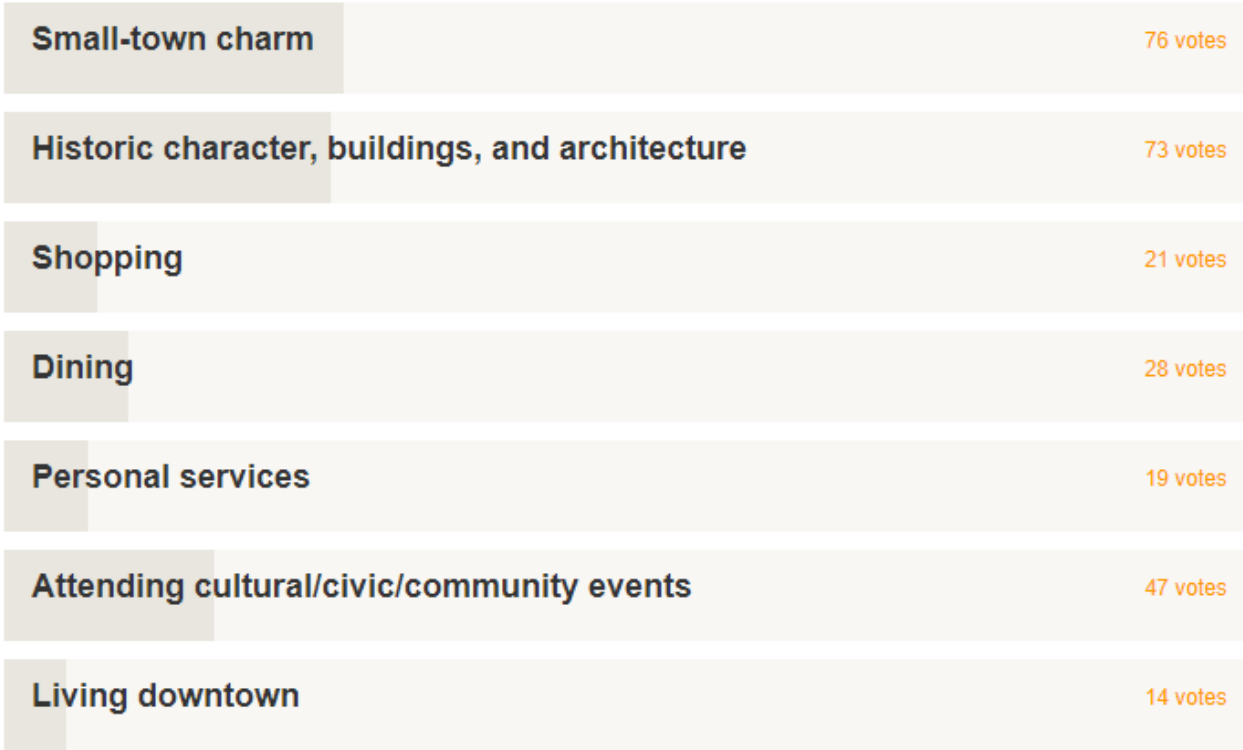 Small-town charm 76 votes
Historic character, buildings, and architecture 73 votes
Shopping 21 votes
Dining 28 votes
Personal services 19 votes
Attending cultural/civic/community events 47 votes
Living downtown 14 votes